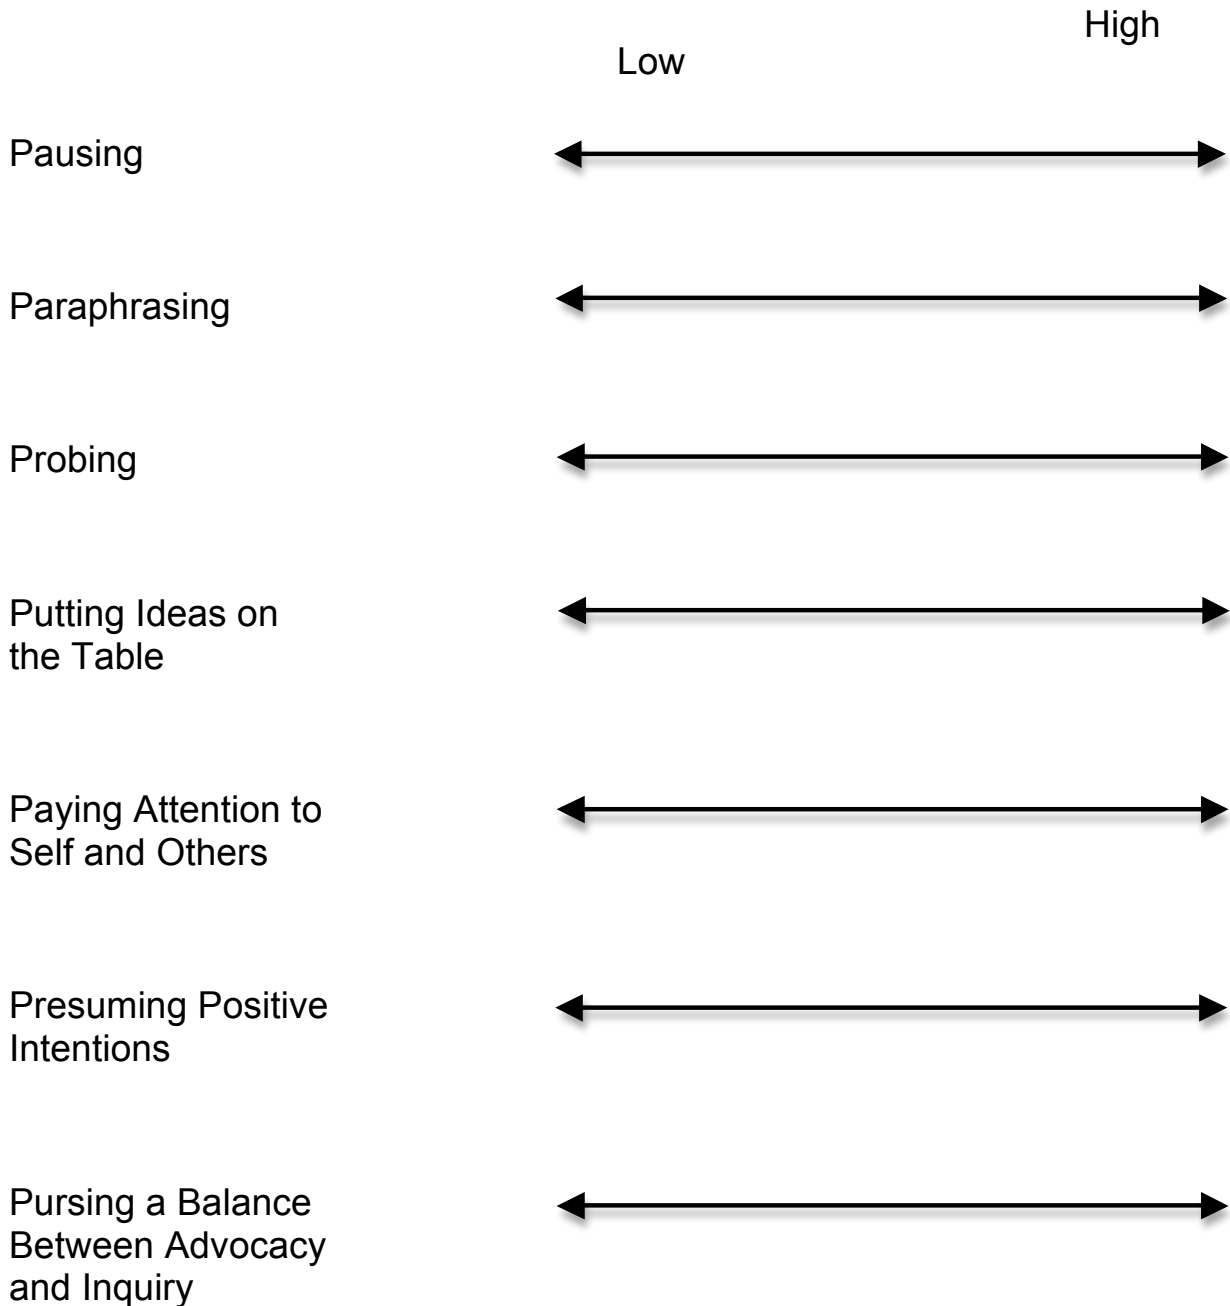 High
Low
Pausing
Paraphrasing
Probing
Putting Ideas on
the Table
Paying Attention to
Self and Others
Presuming Positive
Intentions
Pursing a Balance
Between Advocacy
and Inquiry